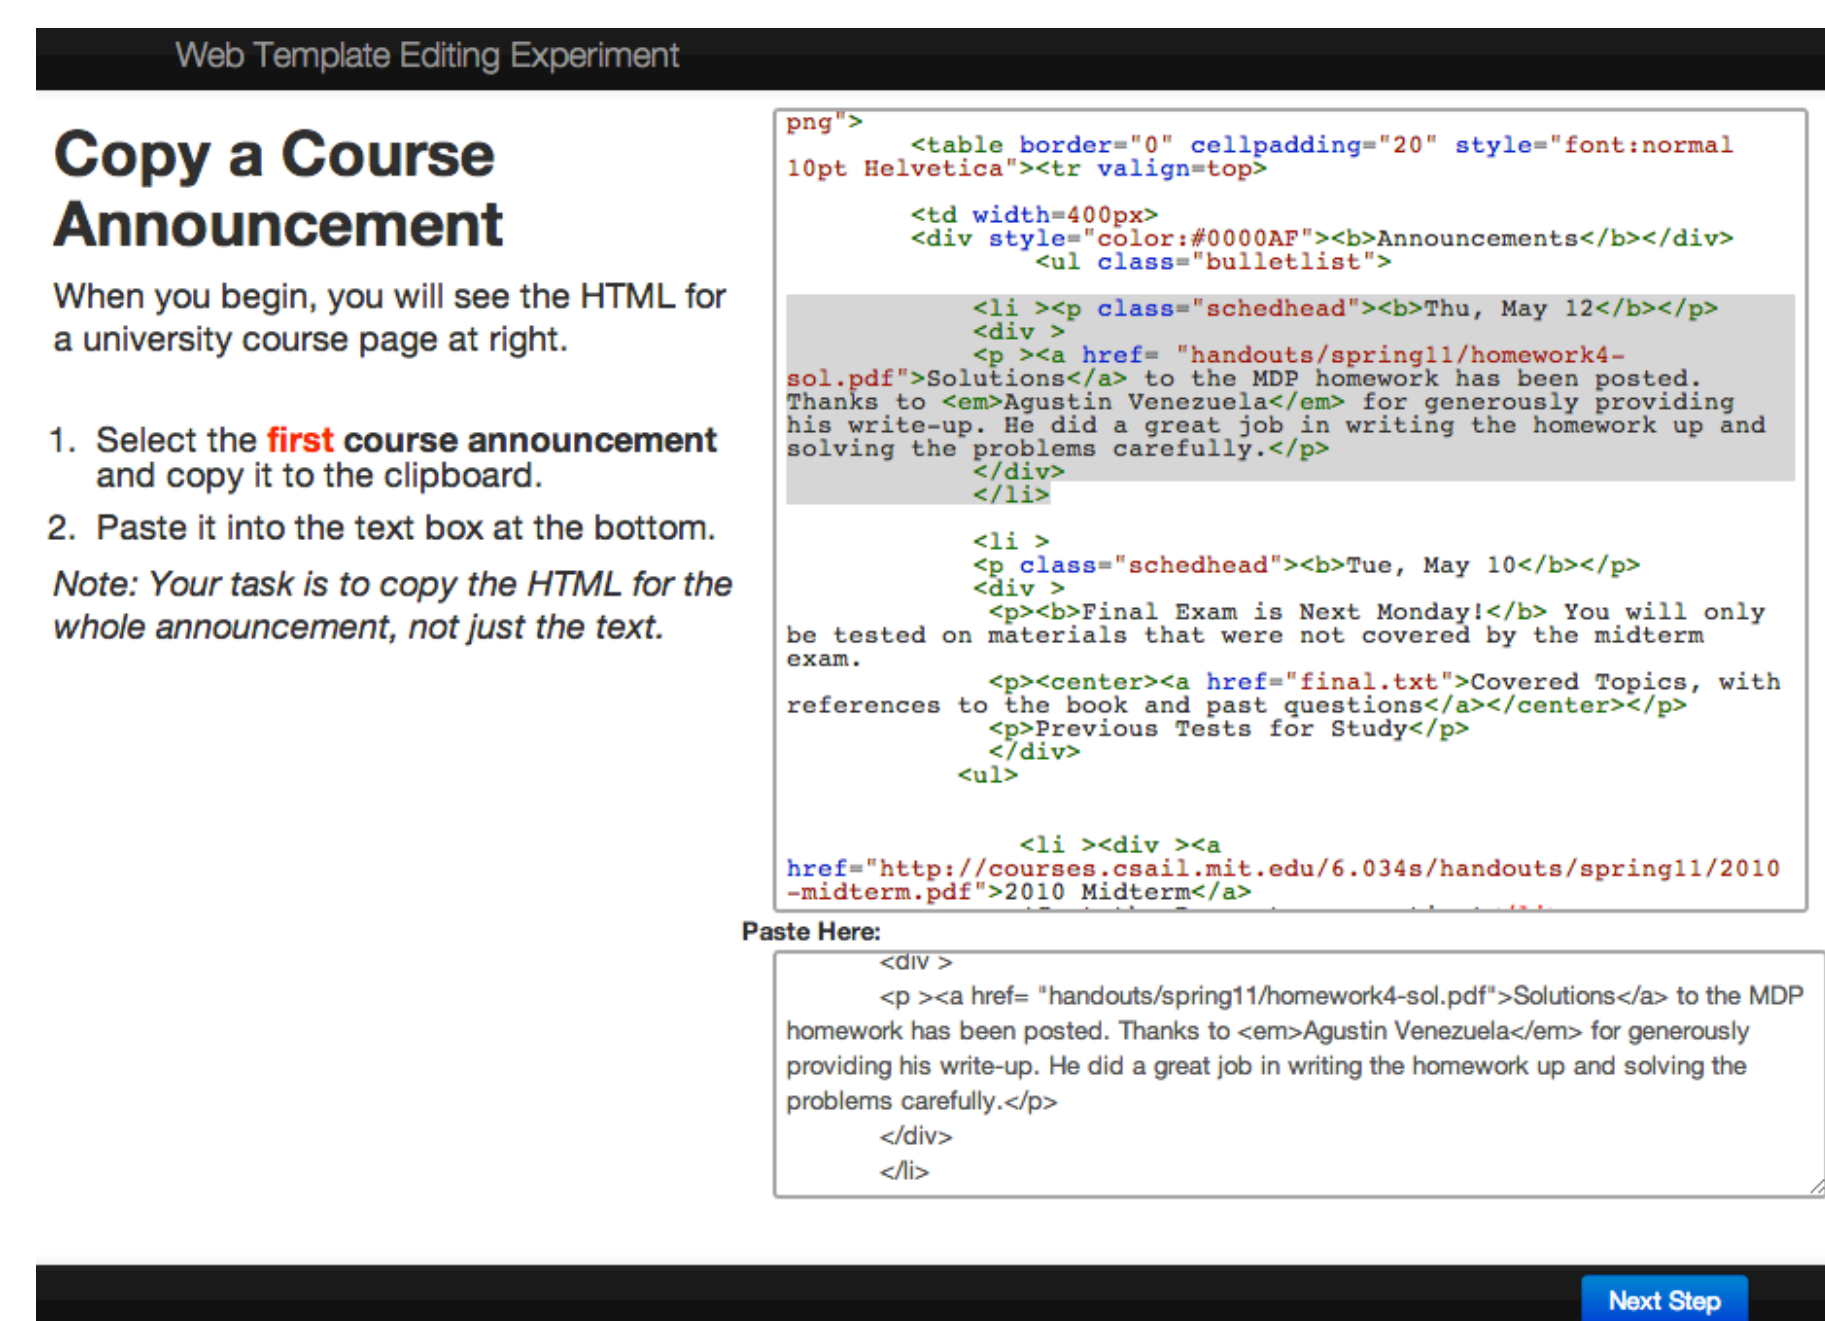 Web Template Editing Experiment
Copy a Course
Announcement
When you begin, you will see the HTML for
a university course page at right.
1. Select the first course announcement
and copy it to the clipboard.
2. Paste it into the text box at the bottom.
Note: Your task is to copy the HTML for the
whole announcement, not just the text.
png">
<table border="0" cellpadding="20" style="font:normal
10pt Helvetica"><tr valign=top>
<td width=400px>
<div style="color:#0000AF"><b>Announcements</b></div>
<ul class="bulletlist">
<li ><p class="schedhead"><b>Thu, May 12</b></p>
<div >
<p ><a href= "handouts/spring11/homework4-
sol.pdf">Solutions</a> to the MDP homework has been posted.
Thanks to <em>Agustin Venezuela</em> for generously providing
his write-up. He did a great job in writing the homework up and
solving the problems carefully.</p>
</div>
</li>
<li >
<p class="schedhead"><b>Tue, May 10</b></p>
<div >
<p><b>Final Exam is Next Monday!</b> You will only
be tested on materials that were not covered by the midterm
exam.
<p><center><a href="final.txt">Covered Topics, with
references to the book and past questions</a></center></p>
<p>Previous Tests for Study</p>
</div>
<ul>
<li ><div ><a
href="http://courses.csail.mit.edu/6.034s/handouts/spring11/2010
-midterm.pdf">2010 Midterm</a>
Paste Here:
<div >
<p ><a href= "handouts/spring11/homework4-sol.pdf">Solutions</a> to the MDP
homework has been posted. Thanks to <em>Agustin Venezuela</em> for generously
providing his write-up. He did a great job in writing the homework up and solving the
problems carefully.</p>
</div>
</li>
Next Step